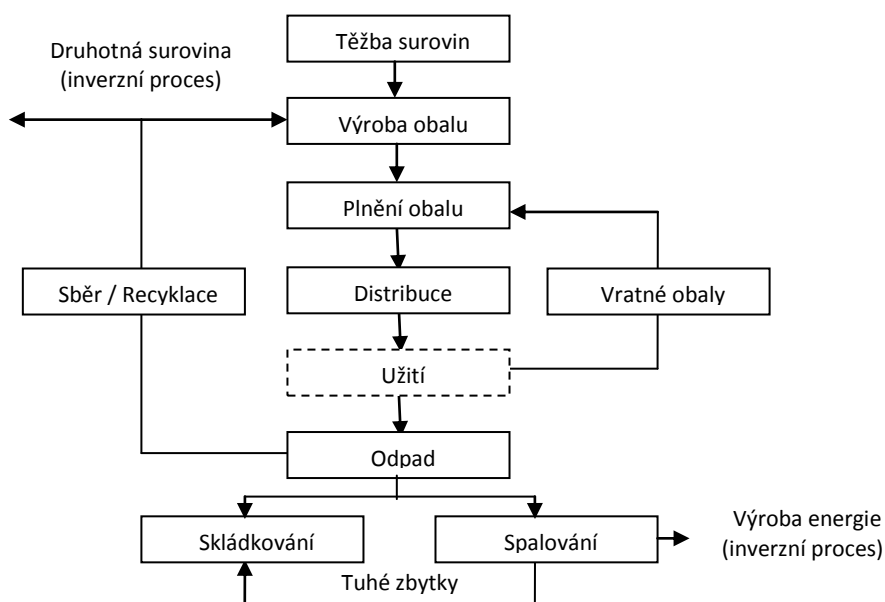 Těžba surovin
Druhotná surovina
(inverzní proces)
Výroba obalu
Plnění obalu
Sběr / Recyklace
Distribuce
Vratné obaly
Užití
Odpad
Skládkování
Spalování
Výroba energie
(inverzní proces)
Tuhé zbytky